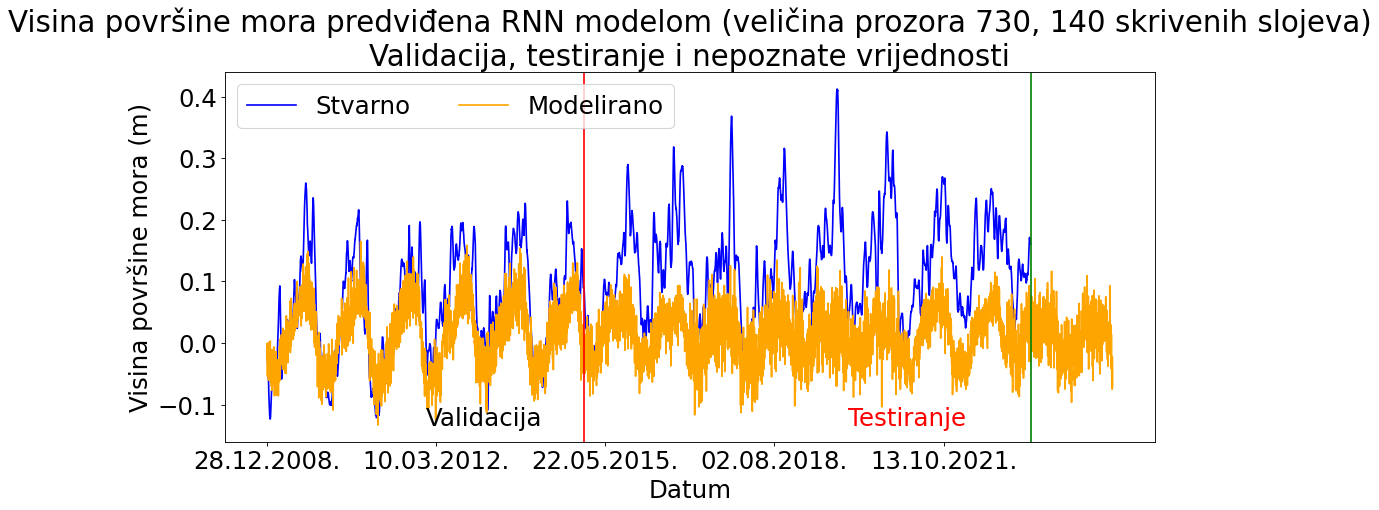 Visina površine mora predviđena RNN modelom (veličina prozora 730, 140 skrivenih slojeva)
Validacija, testiranje i nepoznate vrijednosti
Stvarno Modelirano
Visina površine mora (m)
0.4
0.3
0.2
0.1
0.0
−0.1
Validacija Testiranje
28.12.2008. 10.03.2012. 22.05.2015. 02.08.2018. 13.10.2021.
Datum